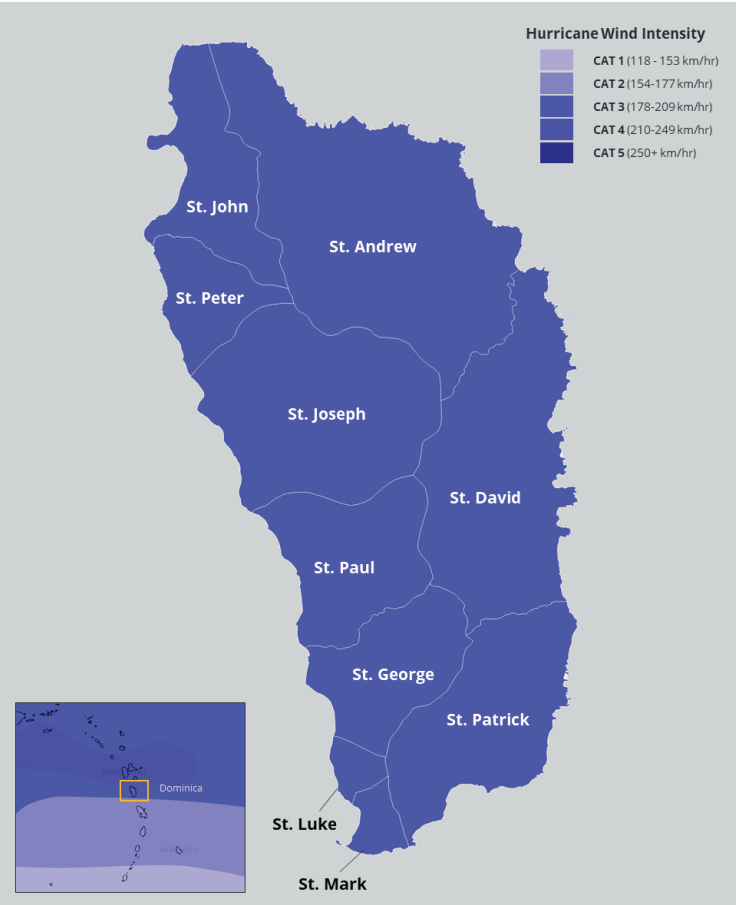 Hurricane Wind Intensity
CAT 1 (118 - 153 km/hr)
CAT 2 (154-177 km/hr)
CAT 3 (178-209 km/hr)
CAT 4 (210-249 km/hr)
CAT 5 (250+ km/hr)
St. John
St. Andrew
St. Peter
St. Joseph
St. David
St. Paul
St. George
St. Patrick
Dominica
St. Luke
St. Mark